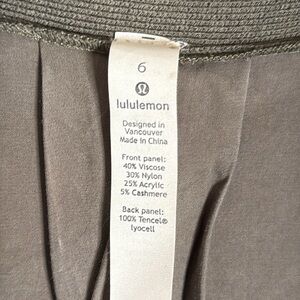 6
lululemon
Designed in
Vancouver
Made in China
Front panel:
40% Viscose
30% Nylon
25% Acrylic
5% Cashmere
Back panel:
100% Tencel®
lyocell